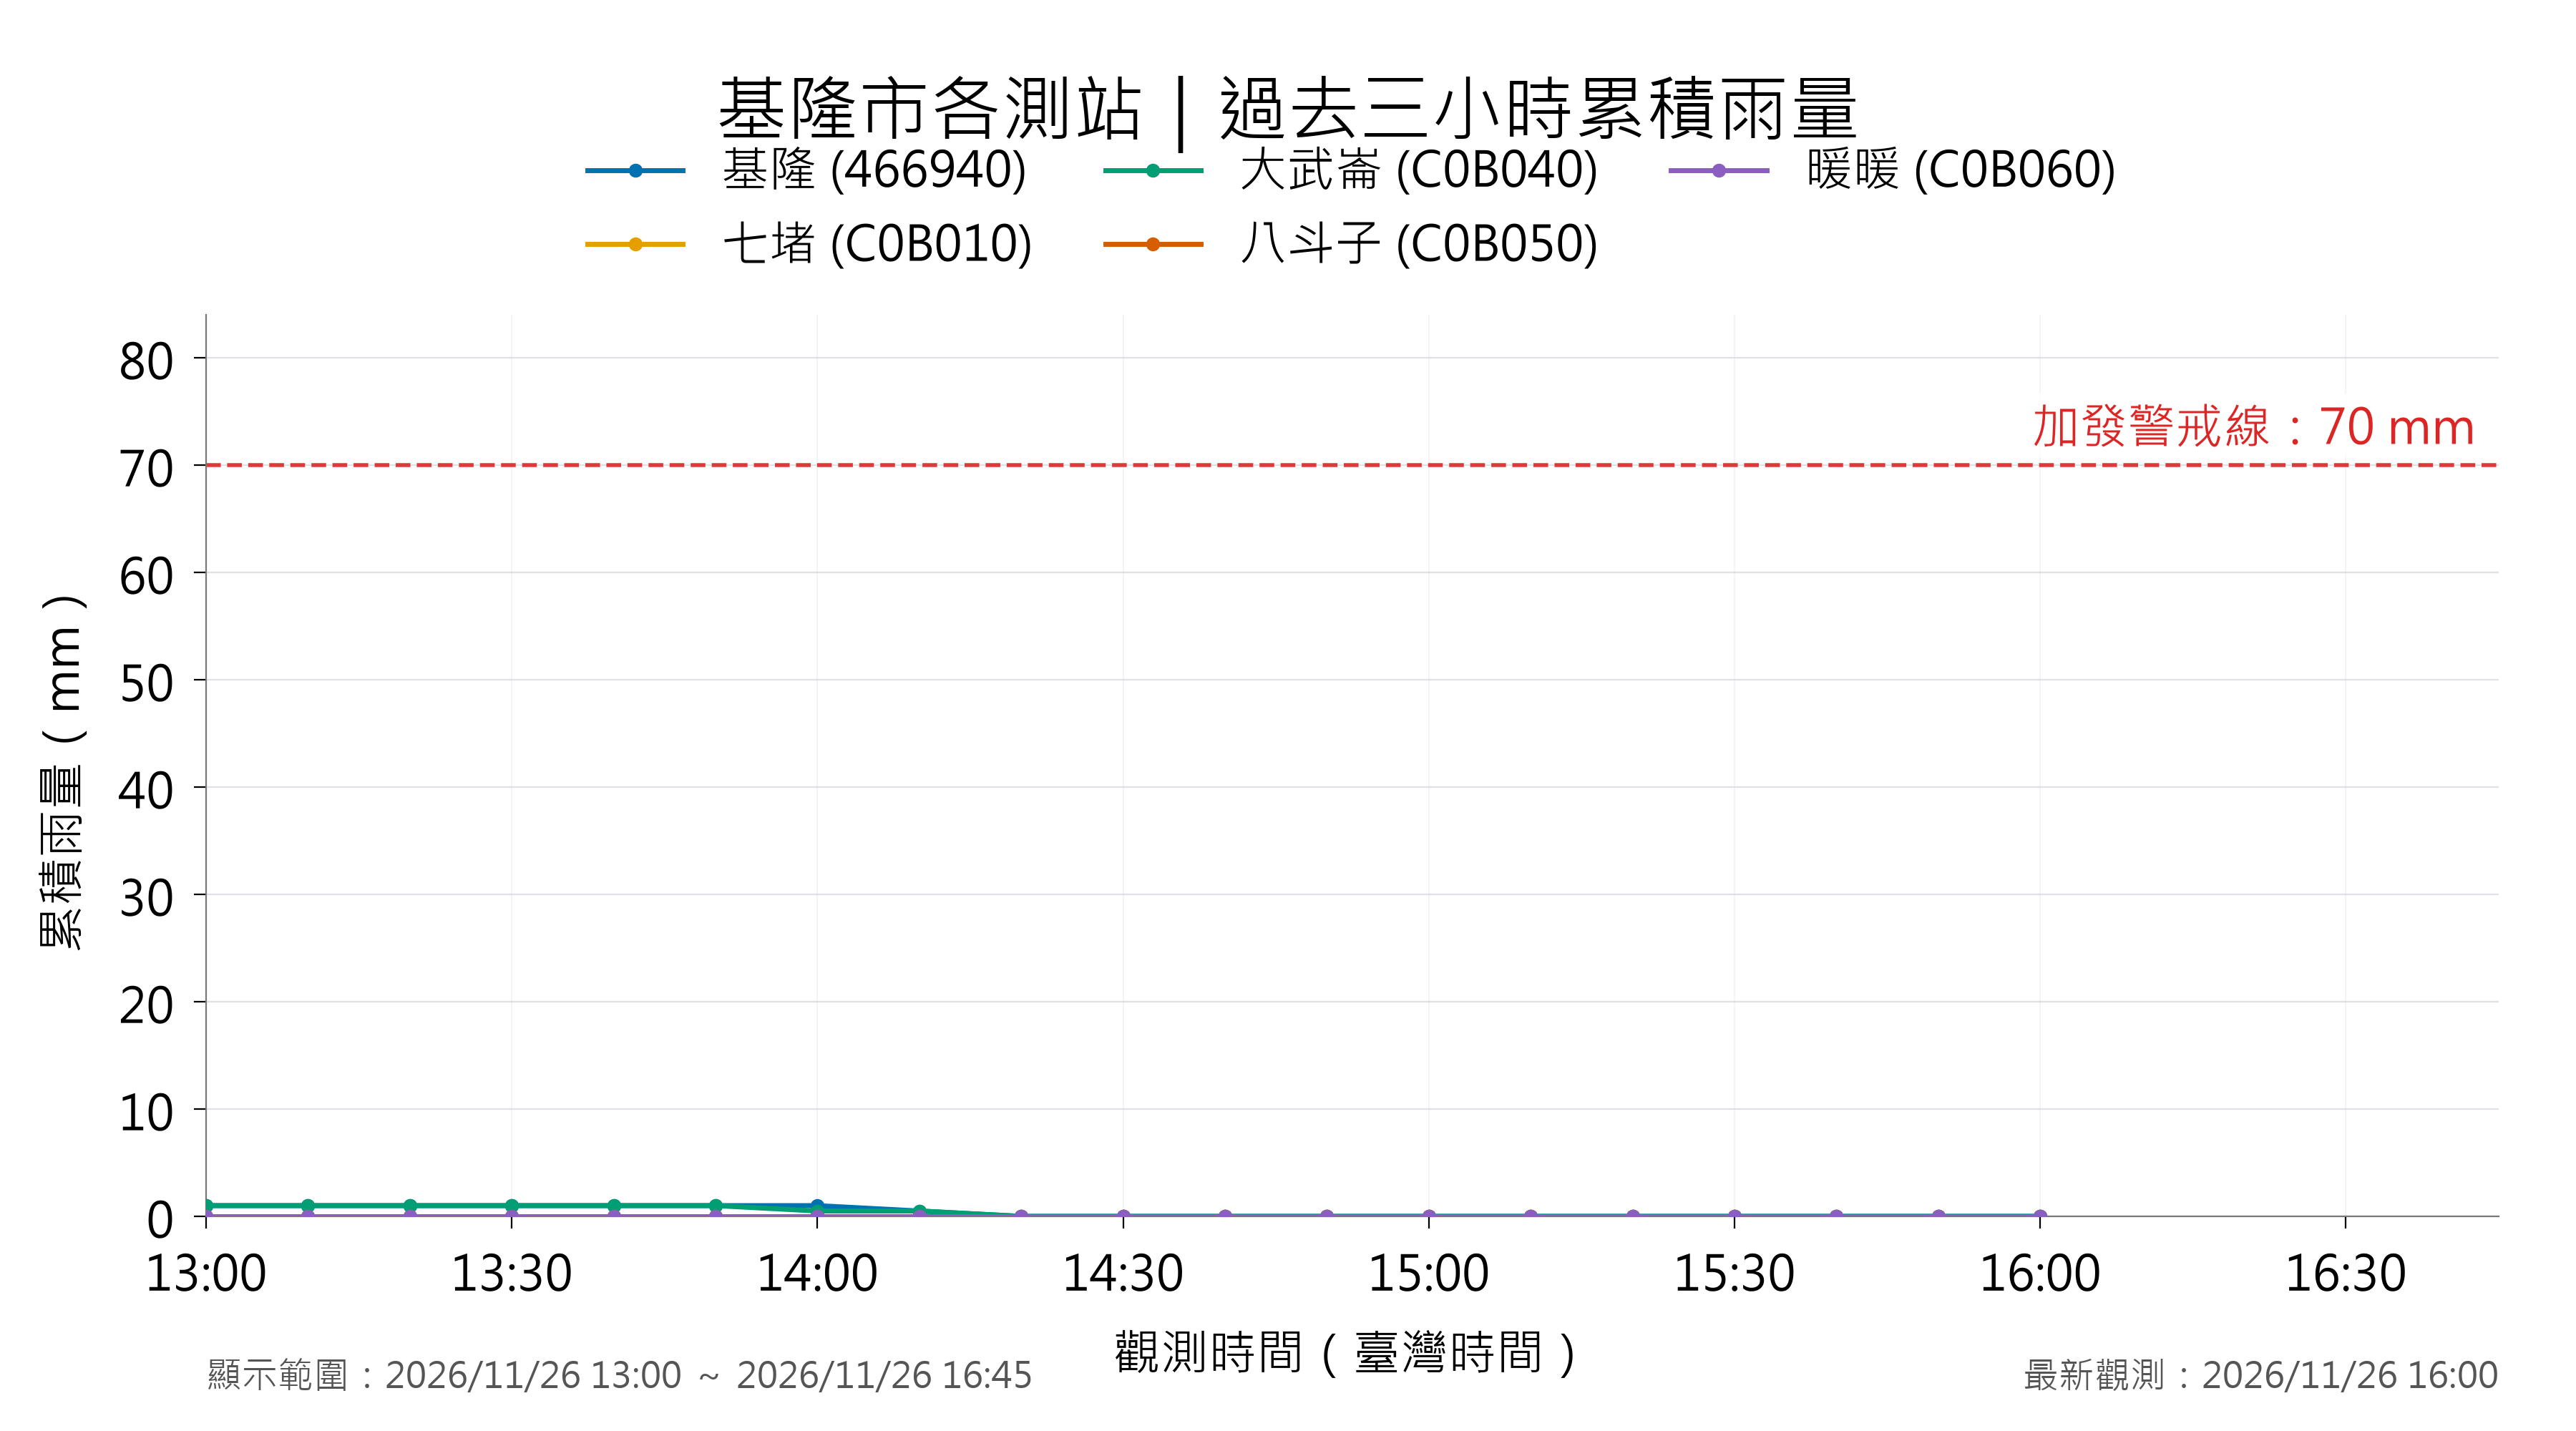 基隆市各測站｜過去三小時累積雨量
基隆 (466940)
大武崙 (C0B040)
暖暖 (C0B060)
七堵 (C0B010)
八斗子 (C0B050)
80
加發警戒線：70 mm
70
60
50
40
30
20
10
0
累積雨量（mm）
13:00
13:30
14:00
14:30
15:00
15:30
16:00
16:30
觀測時間（臺灣時間）
顯示範圍：2026/11/26 13:00 ~ 2026/11/26 16:45
最新觀測：2026/11/26 16:00